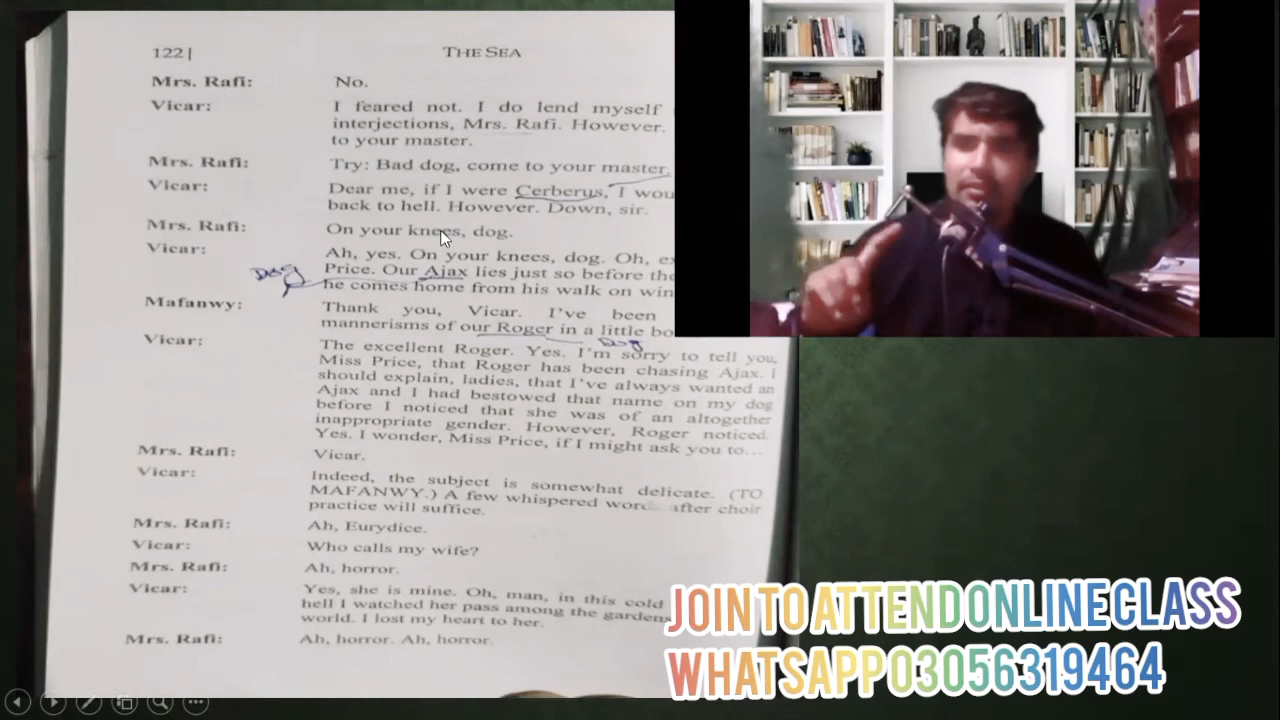 122 |
THE SEA
Mrs. Rafi: No.
Vicar: I feared not. I do lend myself
interjections, Mrs. Rafi. However.
to your master.
Mrs. Rafi: Try: Bad dog, come to your master.
Vicar: Dear me, if I were Cerberus, I wou
back to hell. However. Down, sir.
Mrs. Rafi: On your knees, dog.
Vicar: Ah, yes. On your knees, dog. Oh, ex
Price. Our Ajax lies just so before the
Dog
he comes home from his walk on win
Mafanwy: Thank you, Vicar. I've been
mannerisms of our Roger in a little bo
Dog
Vicar: The excellent Roger. Yes. I'm sorry to tell you,
Miss Price, that Roger has been chasing Ajax. I
should explain, ladies, that I've always wanted an
Ajax and I had bestowed that name on my dog
before I noticed that she was of an altogether
inappropriate gender. However, Roger noticed.
Yes. I wonder, Miss Price, if I might ask you to...
Mrs. Rafi: Vicar.
Vicar: Indeed, the subject is somewhat delicate. (TO
MAFANWY.) A few whispered words after choir
practice will suffice.
Mrs. Rafi: Ah, Eurydice.
Vicar: Who calls my wife?
Mrs. Rafi: Ah, horror.
Vicar: Yes, she is mine. Oh, man, in this cold
hell I watched her pass among the gardens
world. I lost my heart to her.
Mrs. Rafi: Ah, horror. Ah, horror.
JOIN TO ATTEND ONLINE CLASS
WHATSAPP 03056319464